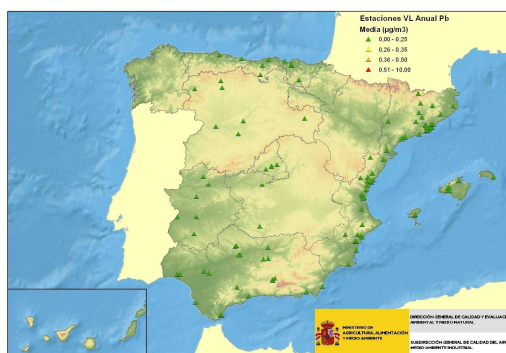 Estaciones VL Anual Pb
Media (µg/m3)
0,00 - 0,25
0,26 - 0,35
0,36 - 0,50
0,51 - 10,00
MINISTERIO DE
AGRICULTURA, ALIMENTACIÓN
Y MEDIO AMBIENTE
DIRECCIÓN GENERAL DE CALIDAD Y EVALUAC
AMBIENTAL Y MEDIO NATURAL
SUBDIRECCIÓN GENERAL DE CALIDAD DEL AIR
MEDIO AMBIENTE INDUSTRIAL